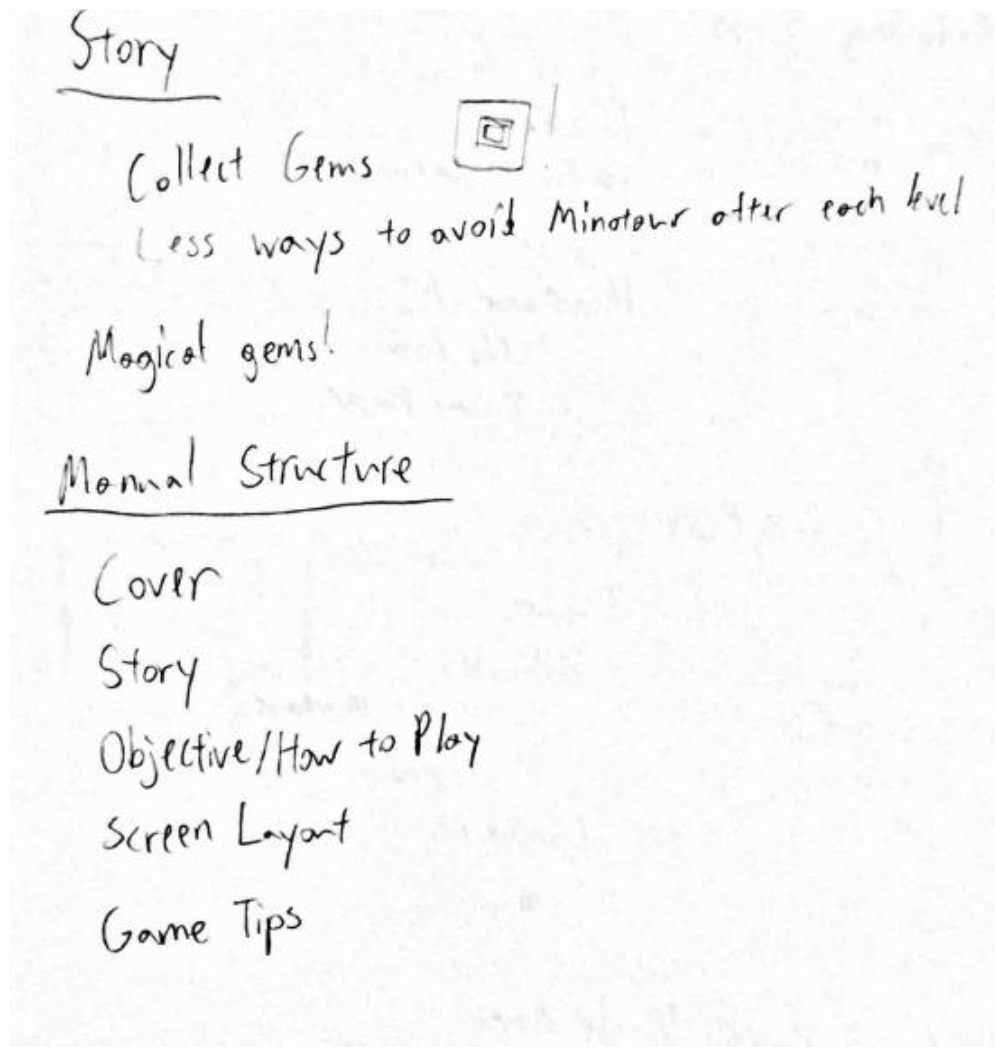 Story
Collect Gems
Less ways to avoid Minotaur after each level
Magical gems!
Manual Structure
Cover
Story
Objective/How to Play
Screen Layout
Game Tips